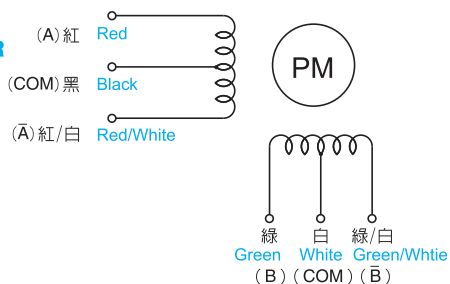 (A) 紅 Red
R
(COM) 黑 Black
PM
(A̅) 紅/白 Red/White
綠 白 綠/白
Green White Green/Whtie
(B) (COM) (B̅)